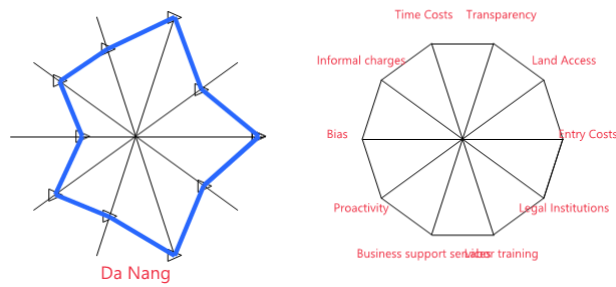 Time Costs
Transparency
Informal charges
Land Access
Bias
Entry Costs
Proactivity
Legal Institutions
Business support services
Labor training
Da Nang